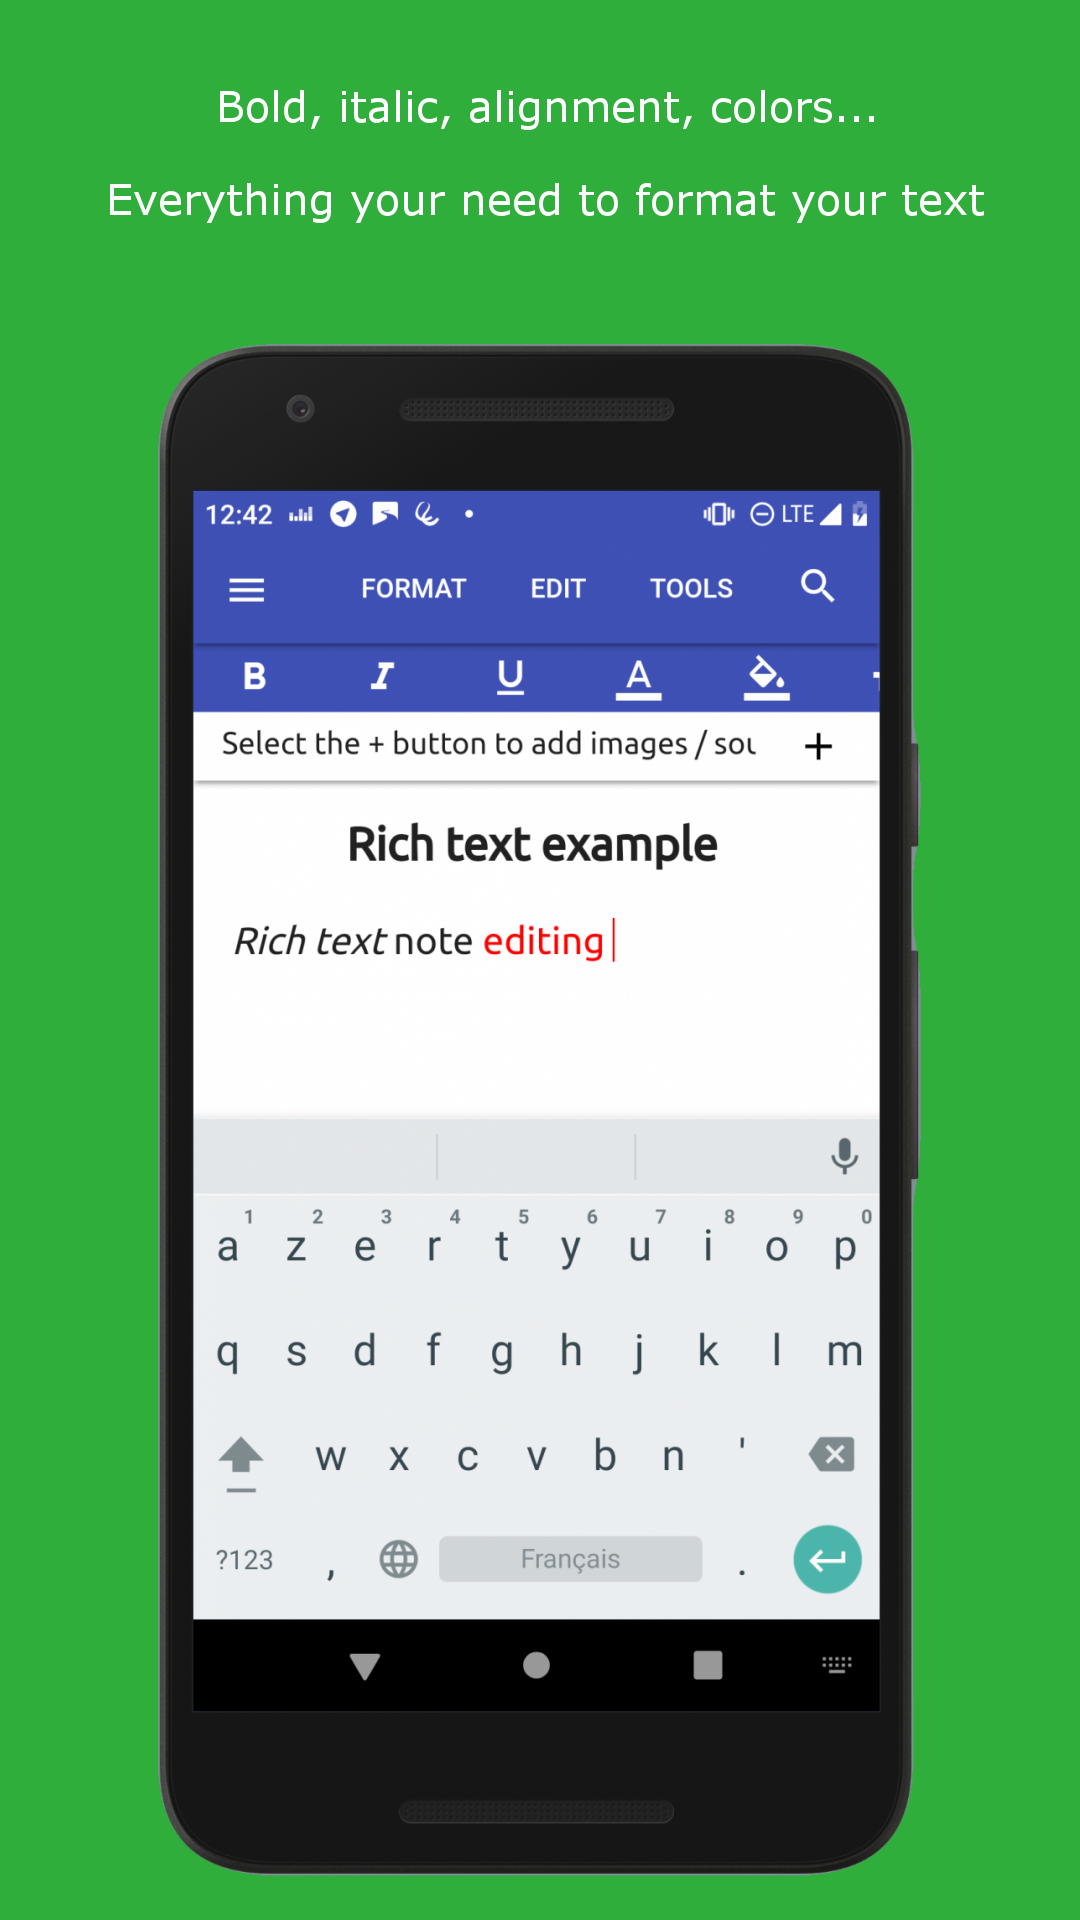 Bold, italic, alignment, colors...
Everything your need to format your text
12:42 LTE
FORMAT EDIT TOOLS
B I U A
Select the + button to add images / sou
Rich text example
Rich text note editing
1 2 3 4 5 6 7 8 9 0
a z e r t y u i o p
q s d f g h j k l m
w x c v b n '
?123 , Français .